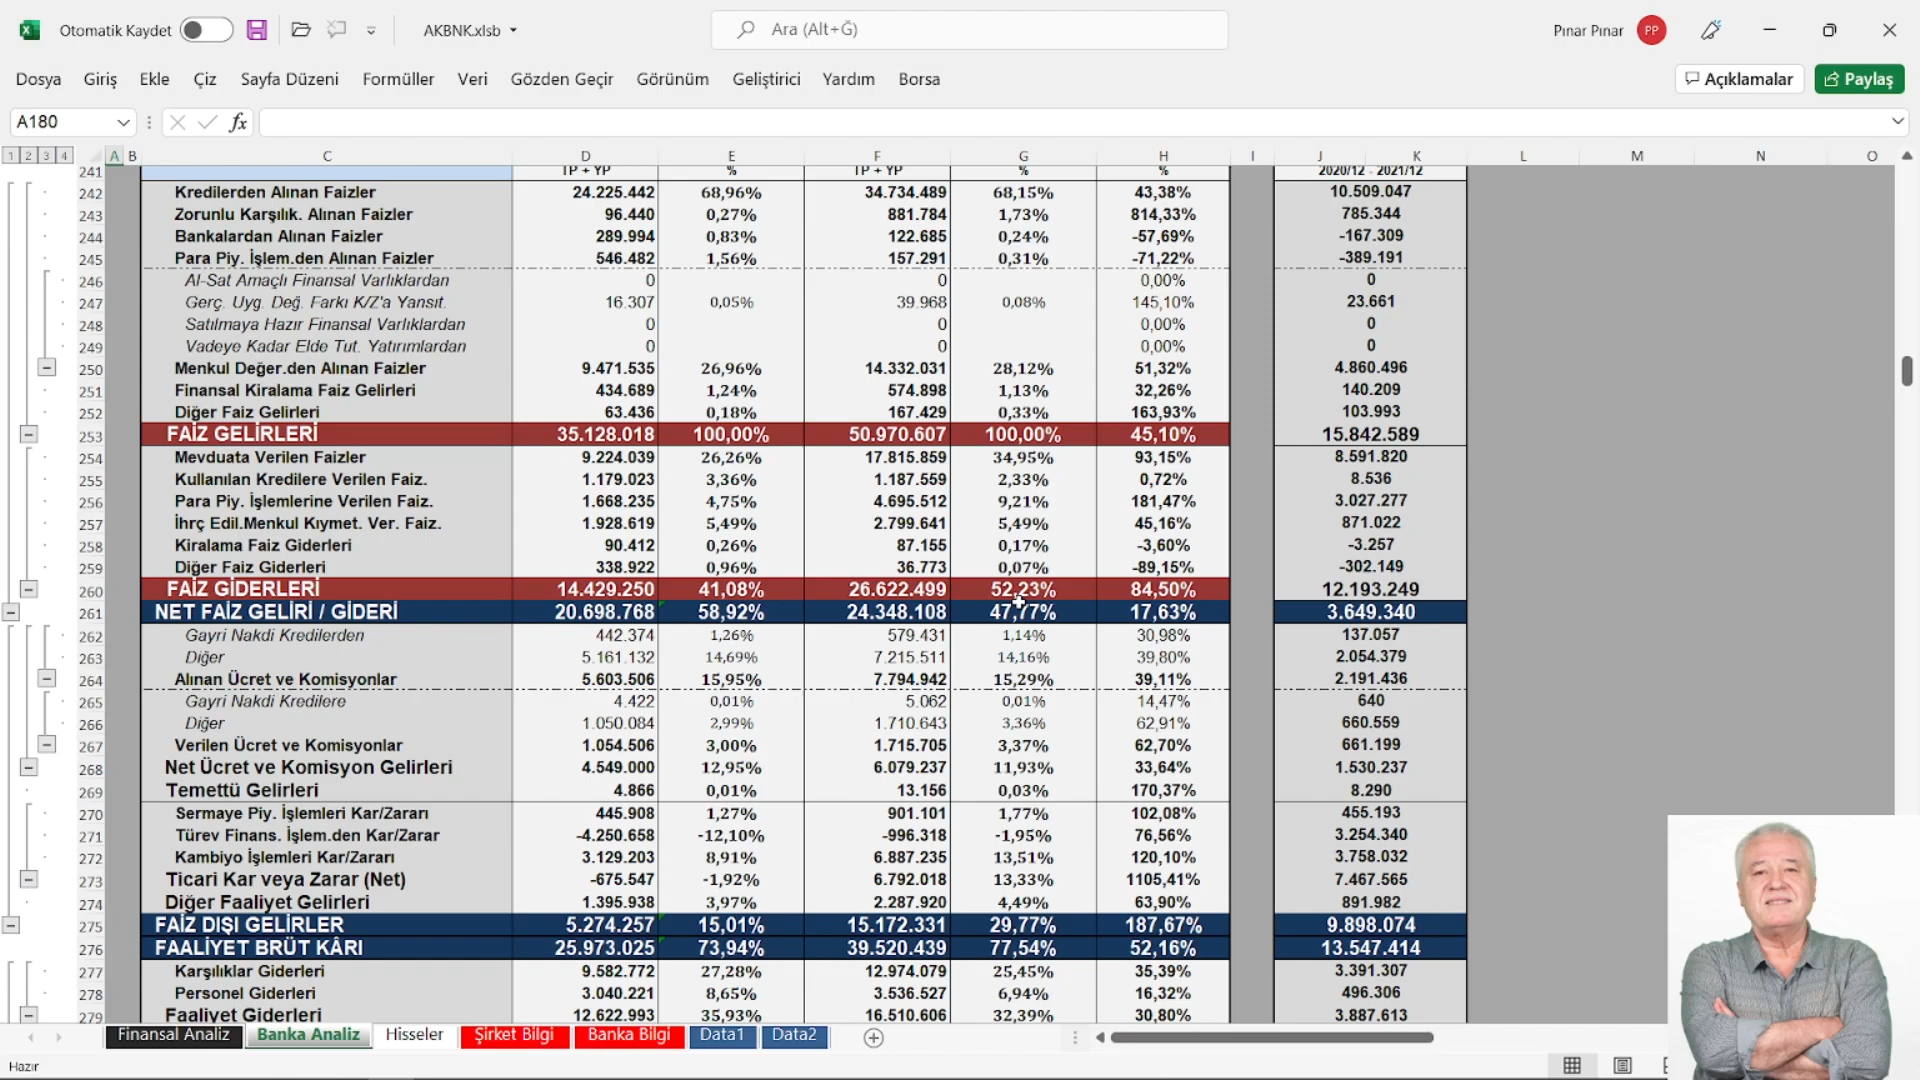 Otomatik Kaydet AKBNK.xlsb Ara (Alt+Ğ) Pınar Pınar PP
Dosya Giriş Ekle Çiz Sayfa Düzeni Formüller Veri Gözden Geçir Görünüm Geliştirici Yardım Borsa Açıklamalar Paylaş
A180 fx
1 2 3 4 A B C D E F G H I J K L M N O
241 TP + YP % TP + YP % % 2020/12 - 2021/12
242 Kredilerden Alınan Faizler 24.225.442 68,96% 34.734.489 68,15% 43,38% 10.509.047
243 Zorunlu Karşılık. Alınan Faizler 96.440 0,27% 881.784 1,73% 814,33% 785.344
244 Bankalardan Alınan Faizler 289.994 0,83% 122.685 0,24% -57,69% -167.309
245 Para Piy. İşlem.den Alınan Faizler 546.482 1,56% 157.291 0,31% -71,22% -389.191
246 Al-Sat Amaçlı Finansal Varlıklardan 0 0 0,00% 0
247 Gerç. Uyg. Değ. Farkı K/Z'a Yansıt. 16.307 0,05% 39.968 0,08% 145,10% 23.661
248 Satılmaya Hazır Finansal Varlıklardan 0 0 0,00% 0
249 Vadeye Kadar Elde Tut. Yatırımlardan 0 0 0,00% 0
250 Menkul Değer.den Alınan Faizler 9.471.535 26,96% 14.332.031 28,12% 51,32% 4.860.496
251 Finansal Kiralama Faiz Gelirleri 434.689 1,24% 574.898 1,13% 32,26% 140.209
252 Diğer Faiz Gelirleri 63.436 0,18% 167.429 0,33% 163,93% 103.993
253 FAİZ GELİRLERİ 35.128.018 100,00% 50.970.607 100,00% 45,10% 15.842.589
254 Mevduata Verilen Faizler 9.224.039 26,26% 17.815.859 34,95% 93,15% 8.591.820
255 Kullanılan Kredilere Verilen Faiz. 1.179.023 3,36% 1.187.559 2,33% 0,72% 8.536
256 Para Piy. İşlemlerine Verilen Faiz. 1.668.235 4,75% 4.695.512 9,21% 181,47% 3.027.277
257 İhrç Edil.Menkul Kıymet. Ver. Faiz. 1.928.619 5,49% 2.799.641 5,49% 45,16% 871.022
258 Kiralama Faiz Giderleri 90.412 0,26% 87.155 0,17% -3,60% -3.257
259 Diğer Faiz Giderleri 338.922 0,96% 36.773 0,07% -89,15% -302.149
260 FAİZ GİDERLERİ 14.429.250 41,08% 26.622.499 52,23% 84,50% 12.193.249
261 NET FAİZ GELİRİ / GİDERİ 20.698.768 58,92% 24.348.108 47,77% 17,63% 3.649.340
262 Gayri Nakdi Kredilerden 442.374 1,26% 579.431 1,14% 30,98% 137.057
263 Diğer 5.161.132 14,69% 7.215.511 14,16% 39,80% 2.054.379
264 Alınan Ücret ve Komisyonlar 5.603.506 15,95% 7.794.942 15,29% 39,11% 2.191.436
265 Gayri Nakdi Kredilere 4.422 0,01% 5.062 0,01% 14,47% 640
266 Diğer 1.050.084 2,99% 1.710.643 3,36% 62,91% 660.559
267 Verilen Ücret ve Komisyonlar 1.054.506 3,00% 1.715.705 3,37% 62,70% 661.199
268 Net Ücret ve Komisyon Gelirleri 4.549.000 12,95% 6.079.237 11,93% 33,64% 1.530.237
269 Temettü Gelirleri 4.866 0,01% 13.156 0,03% 170,37% 8.290
270 Sermaye Piy. İşlemleri Kar/Zararı 445.908 1,27% 901.101 1,77% 102,08% 455.193
271 Türev Finans. İşlem.den Kar/Zarar -4.250.658 -12,10% -996.318 -1,95% 76,56% 3.254.340
272 Kambiyo İşlemleri Kar/Zararı 3.129.203 8,91% 6.887.235 13,51% 120,10% 3.758.032
273 Ticari Kar veya Zarar (Net) -675.547 -1,92% 6.792.018 13,33% 1105,41% 7.467.565
274 Diğer Faaliyet Gelirleri 1.395.938 3,97% 2.287.920 4,49% 63,90% 891.982
275 FAİZ DIŞI GELİRLER 5.274.257 15,01% 15.172.331 29,77% 187,67% 9.898.074
276 FAALİYET BRÜT KÂRI 25.973.025 73,94% 39.520.439 77,54% 52,16% 13.547.414
277 Karşılıklar Giderleri 9.582.772 27,28% 12.974.079 25,45% 35,39% 3.391.307
278 Personel Giderleri 3.040.221 8,65% 3.536.527 6,94% 16,32% 496.306
279 Faaliyet Giderleri 12.622.993 35,93% 16.510.606 32,39% 30,80% 3.887.613
Finansal Analiz Banka Analiz Hisseler Şirket Bilgi Banka Bilgi Data1 Data2
Hazır